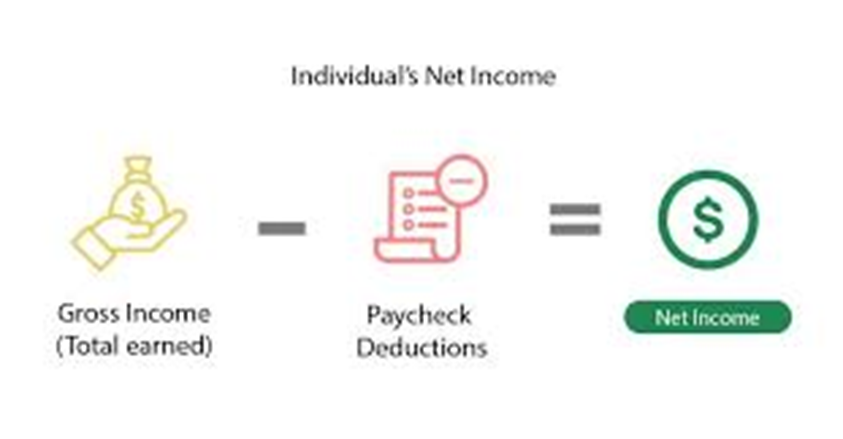 Individual's Net Income
$
$
Gross Income
(Total earned)
Paycheck
Deductions
Net Income